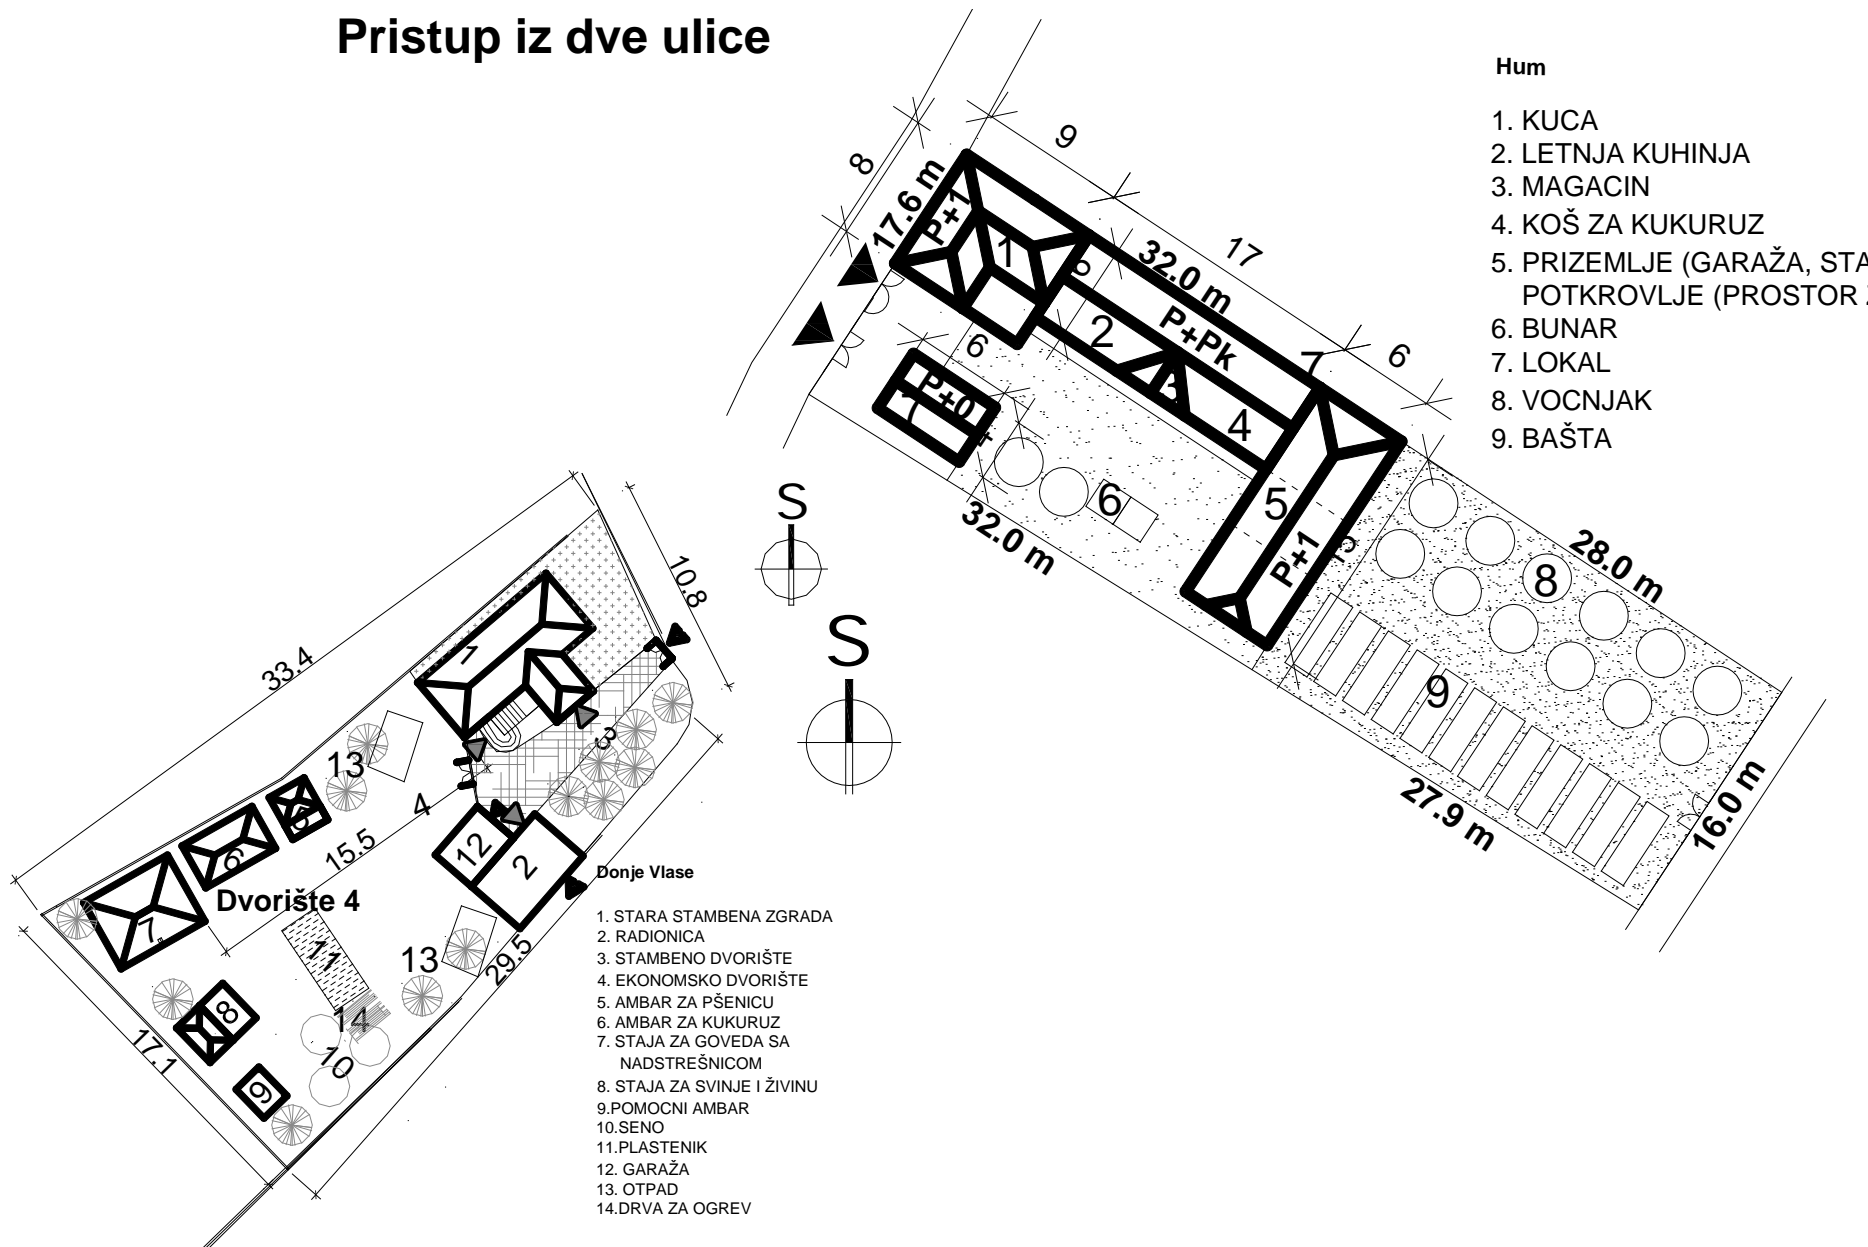 Pristup iz dve ulice
Hum
1. KUCA
2. LETNJA KUHINJA
3. MAGACIN
4. KOŠ ZA KUKURUZ
5. PRIZEMLJE (GARAŽA, STA
POTKROVLJE (PROSTOR
6. BUNAR
7. LOKAL
8. VOCNJAK
9. BAŠTA
8
9
17
6
17.6 m
P+1
1
6
32.0 m
P+Pk
2
3
4
7
6
P+0
7
4
6
5
P+1
13
32.0 m
28.0 m
8
9
27.9 m
16.0 m
S
S
10.8
33.4
1
3
13
4
5
6
15.5
12
2
Dvorište 4
7
11
13
29.5
8
14
10
9
17.1
Donje Vlase
1. STARA STAMBENA ZGRADA
2. RADIONICA
3. STAMBENO DVORIŠTE
4. EKONOMSKO DVORIŠTE
5. AMBAR ZA PŠENICU
6. AMBAR ZA KUKURUZ
7. STAJA ZA GOVEDA SA
NADSTREŠNICOM
8. STAJA ZA SVINJE I ŽIVINU
9.POMOCNI AMBAR
10.SENO
11.PLASTENIK
12. GARAŽA
13. OTPAD
14.DRVA ZA OGREV